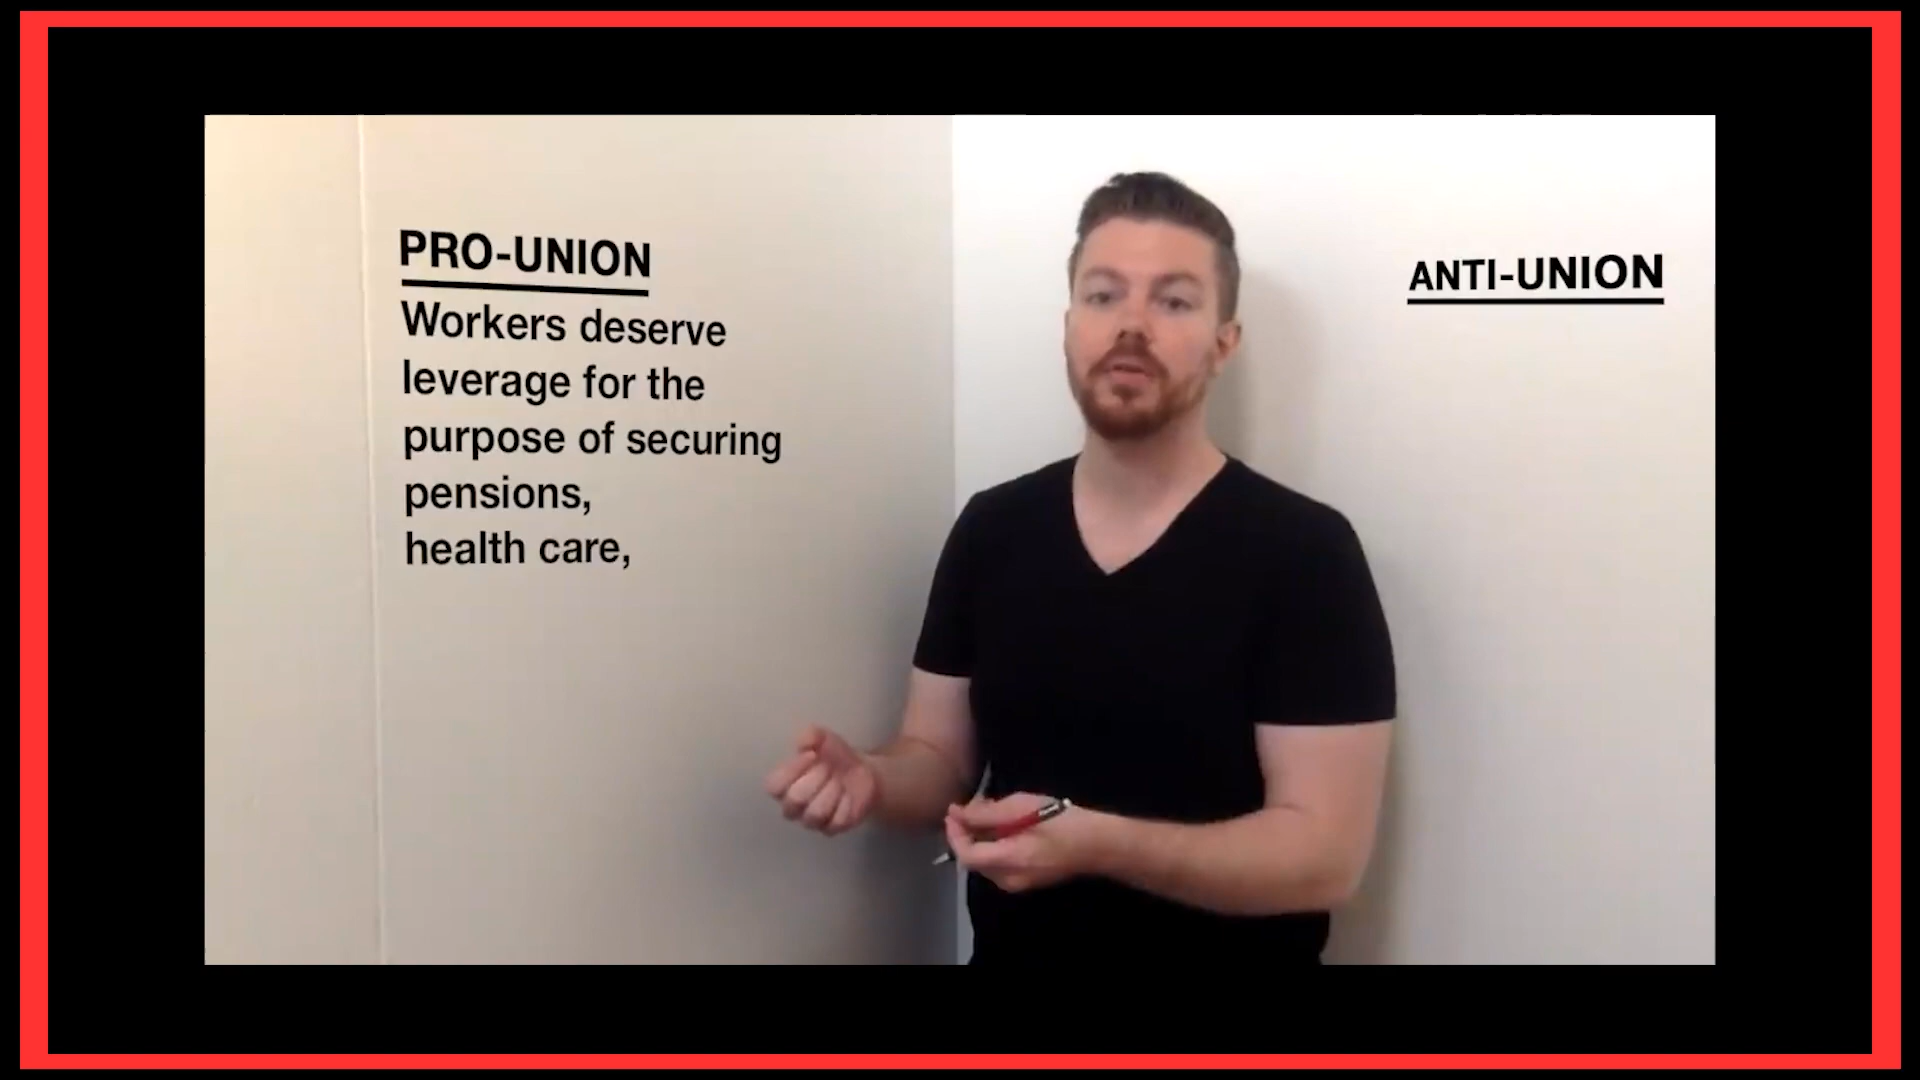 PRO-UNION
Workers deserve
leverage for the
purpose of securing
pensions,
health care,
ANTI-UNION